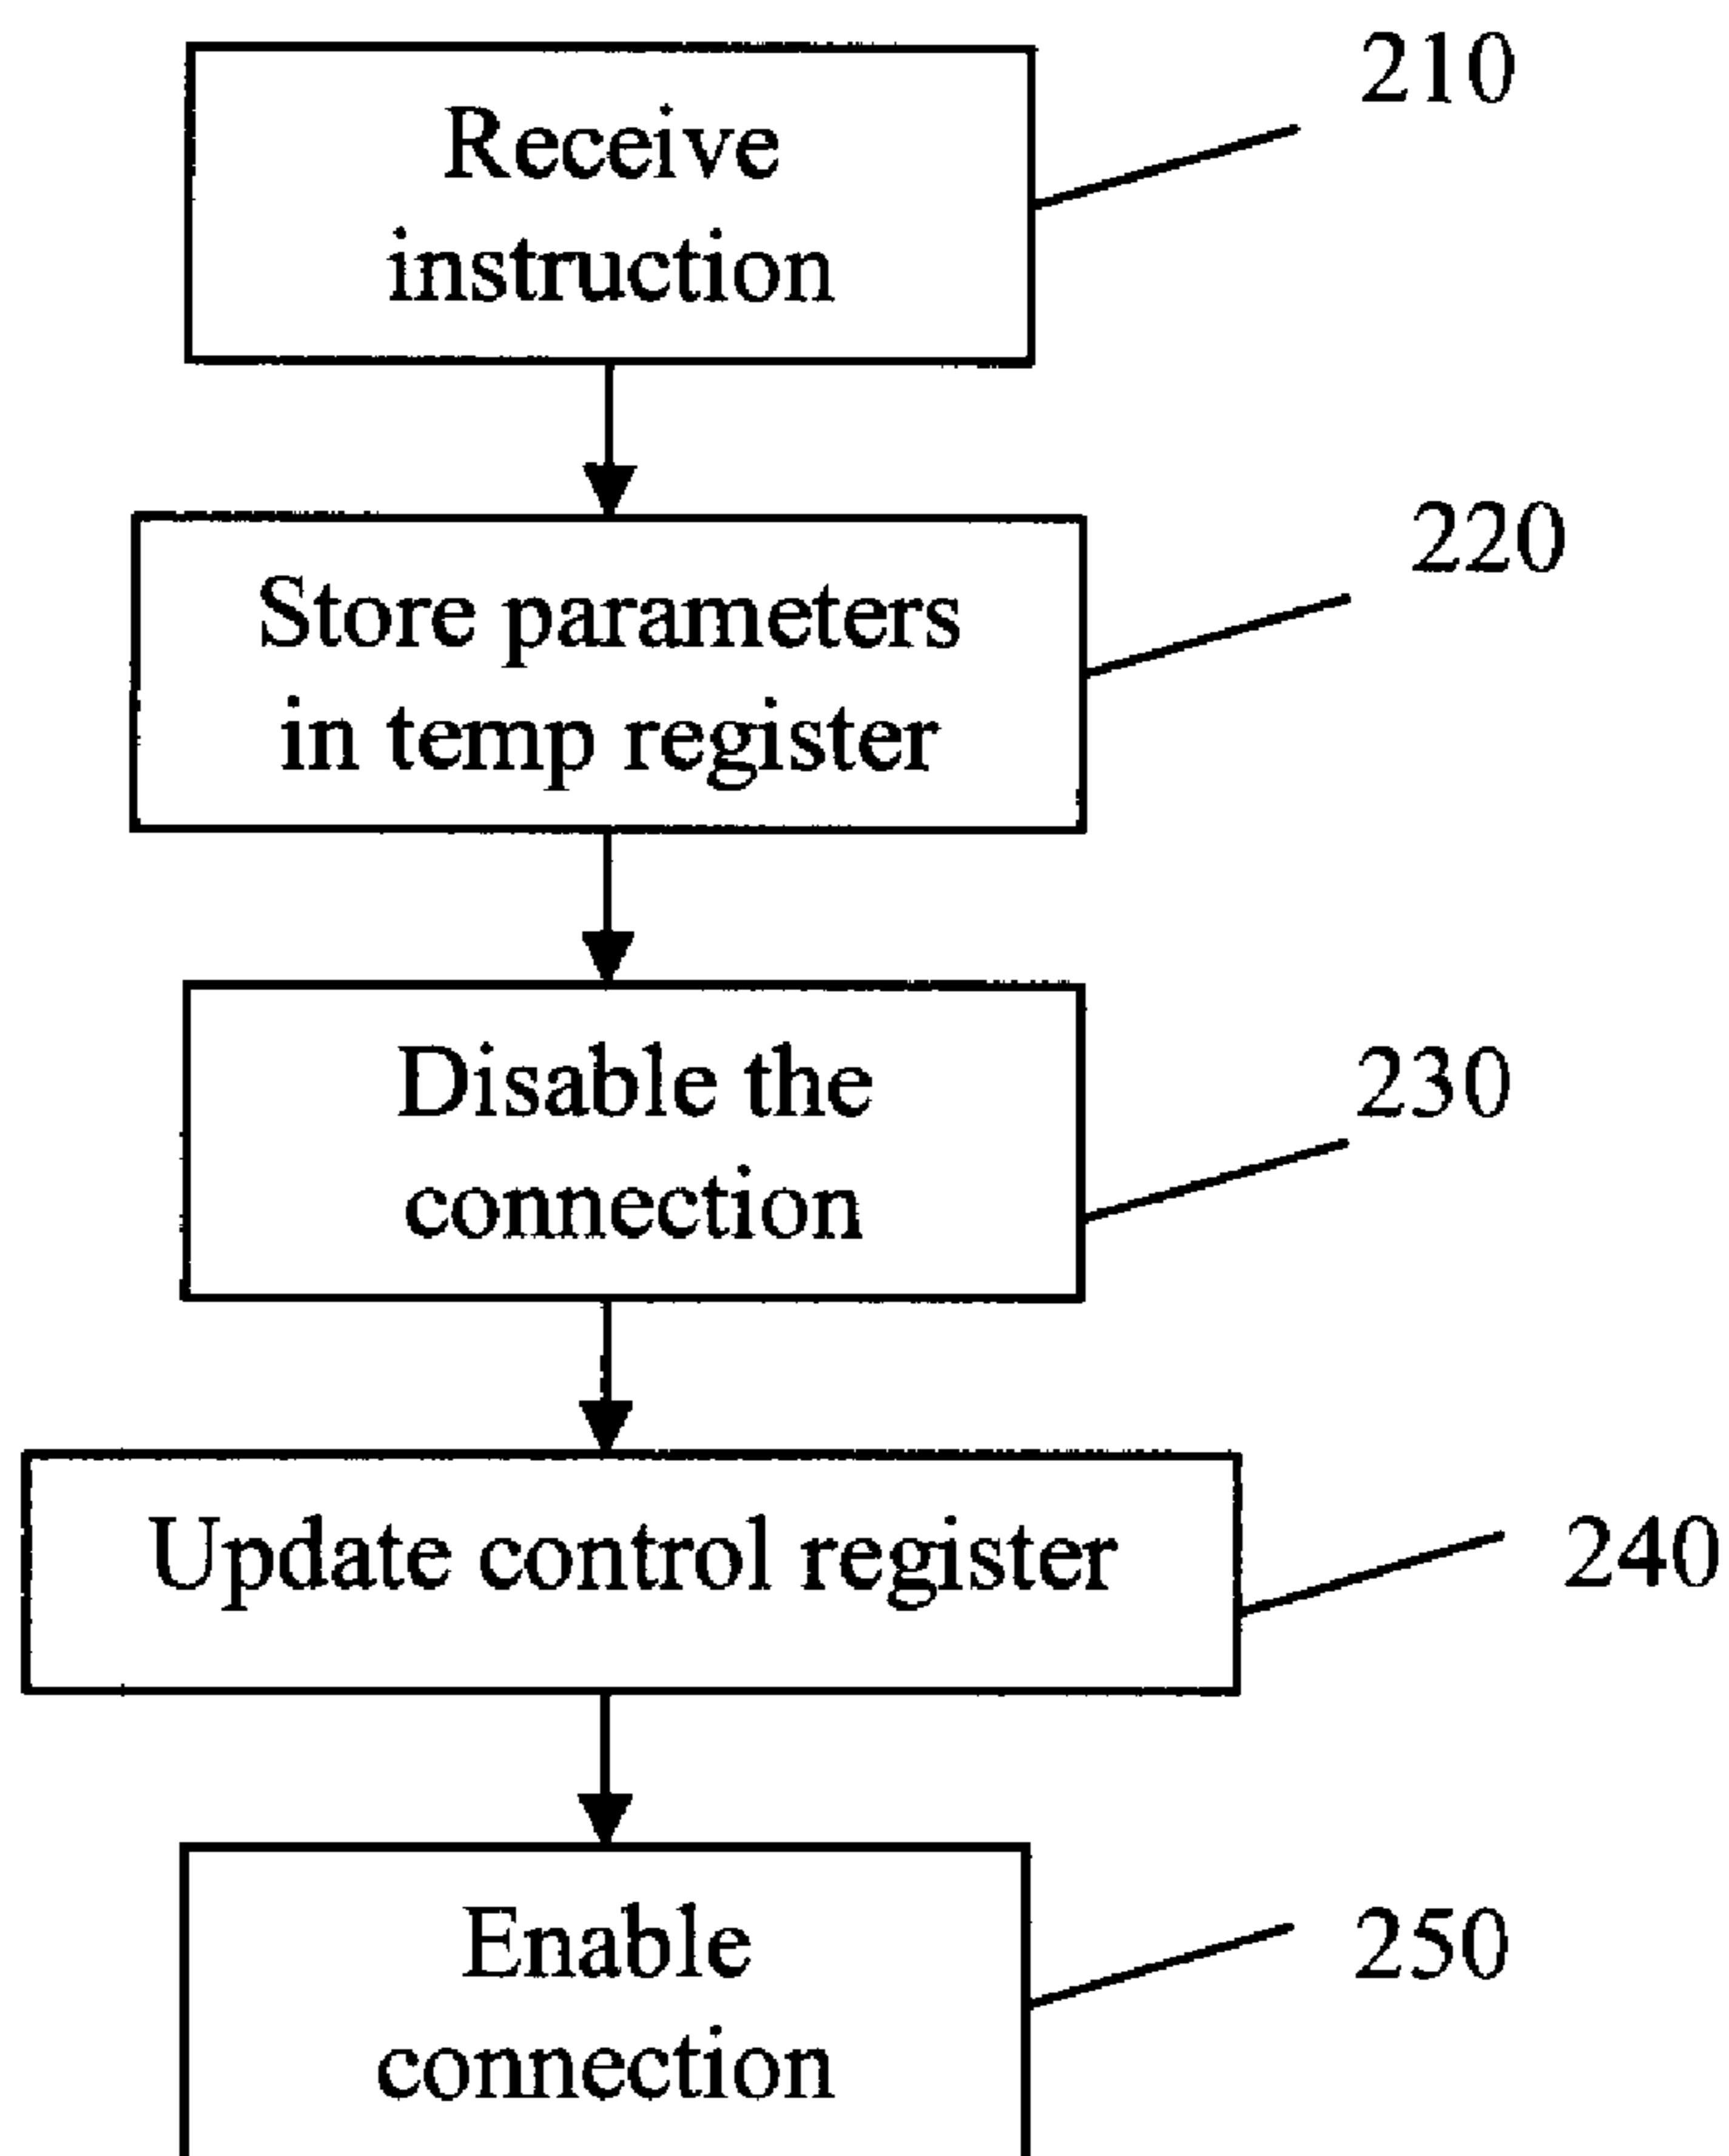 210
Receive
instruction
220
Store parameters
in temp register
230
Disable the
connection
240
Update control register
250
Enable
connection